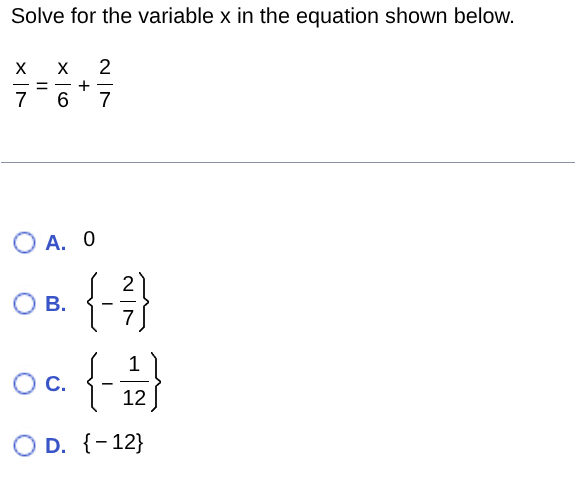 Solve for the variable x in the equation shown below.
x/7 = x/6 + 2/7
A. 0
B. {- 2/7}
C. {- 1/12}
D. {- 12}